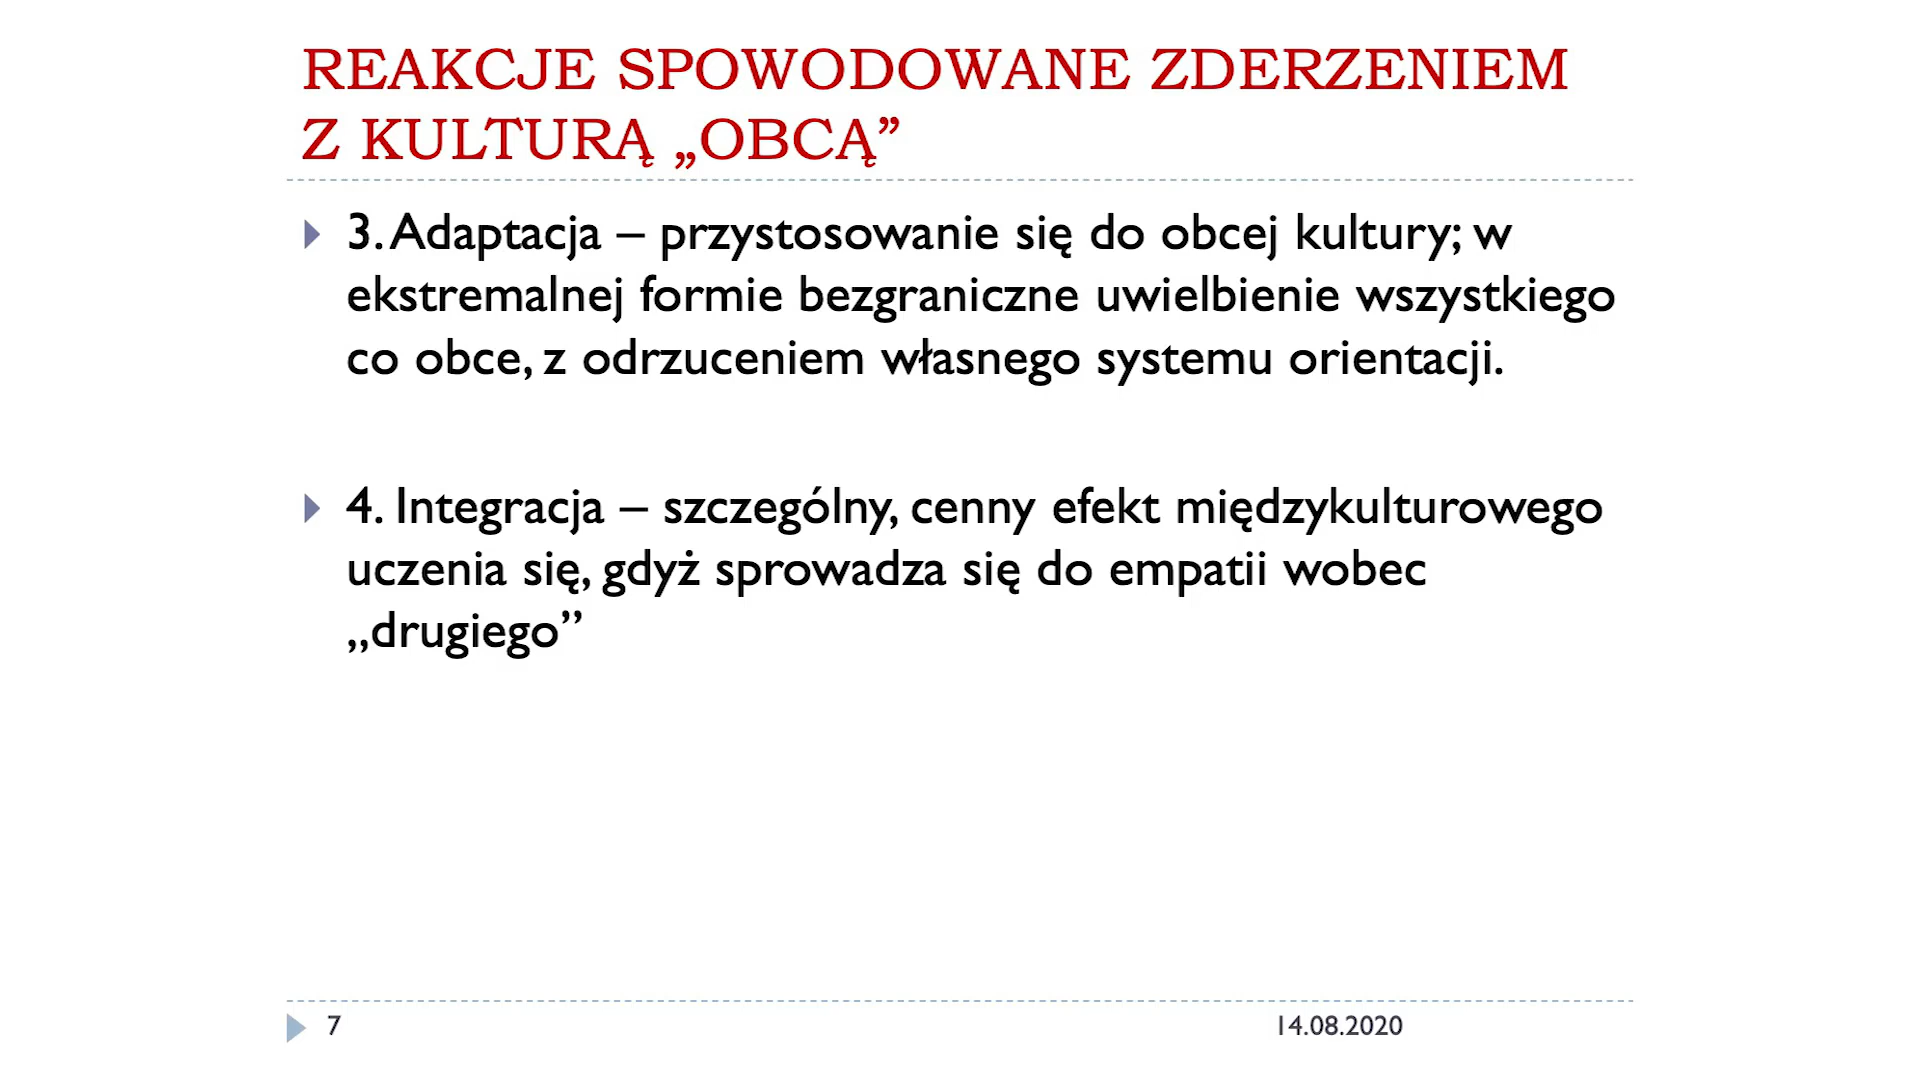 REAKCJE SPOWODOWANE ZDERZENIEM
Z KULTURĄ „OBCĄ”
3. Adaptacja – przystosowanie się do obcej kultury; w
ekstremalnej formie bezgraniczne uwielbienie wszystkiego
co obce, z odrzuceniem własnego systemu orientacji.
4. Integracja – szczególny, cenny efekt międzykulturowego
uczenia się, gdyż sprowadza się do empatii wobec
„drugiego”
7
14.08.2020